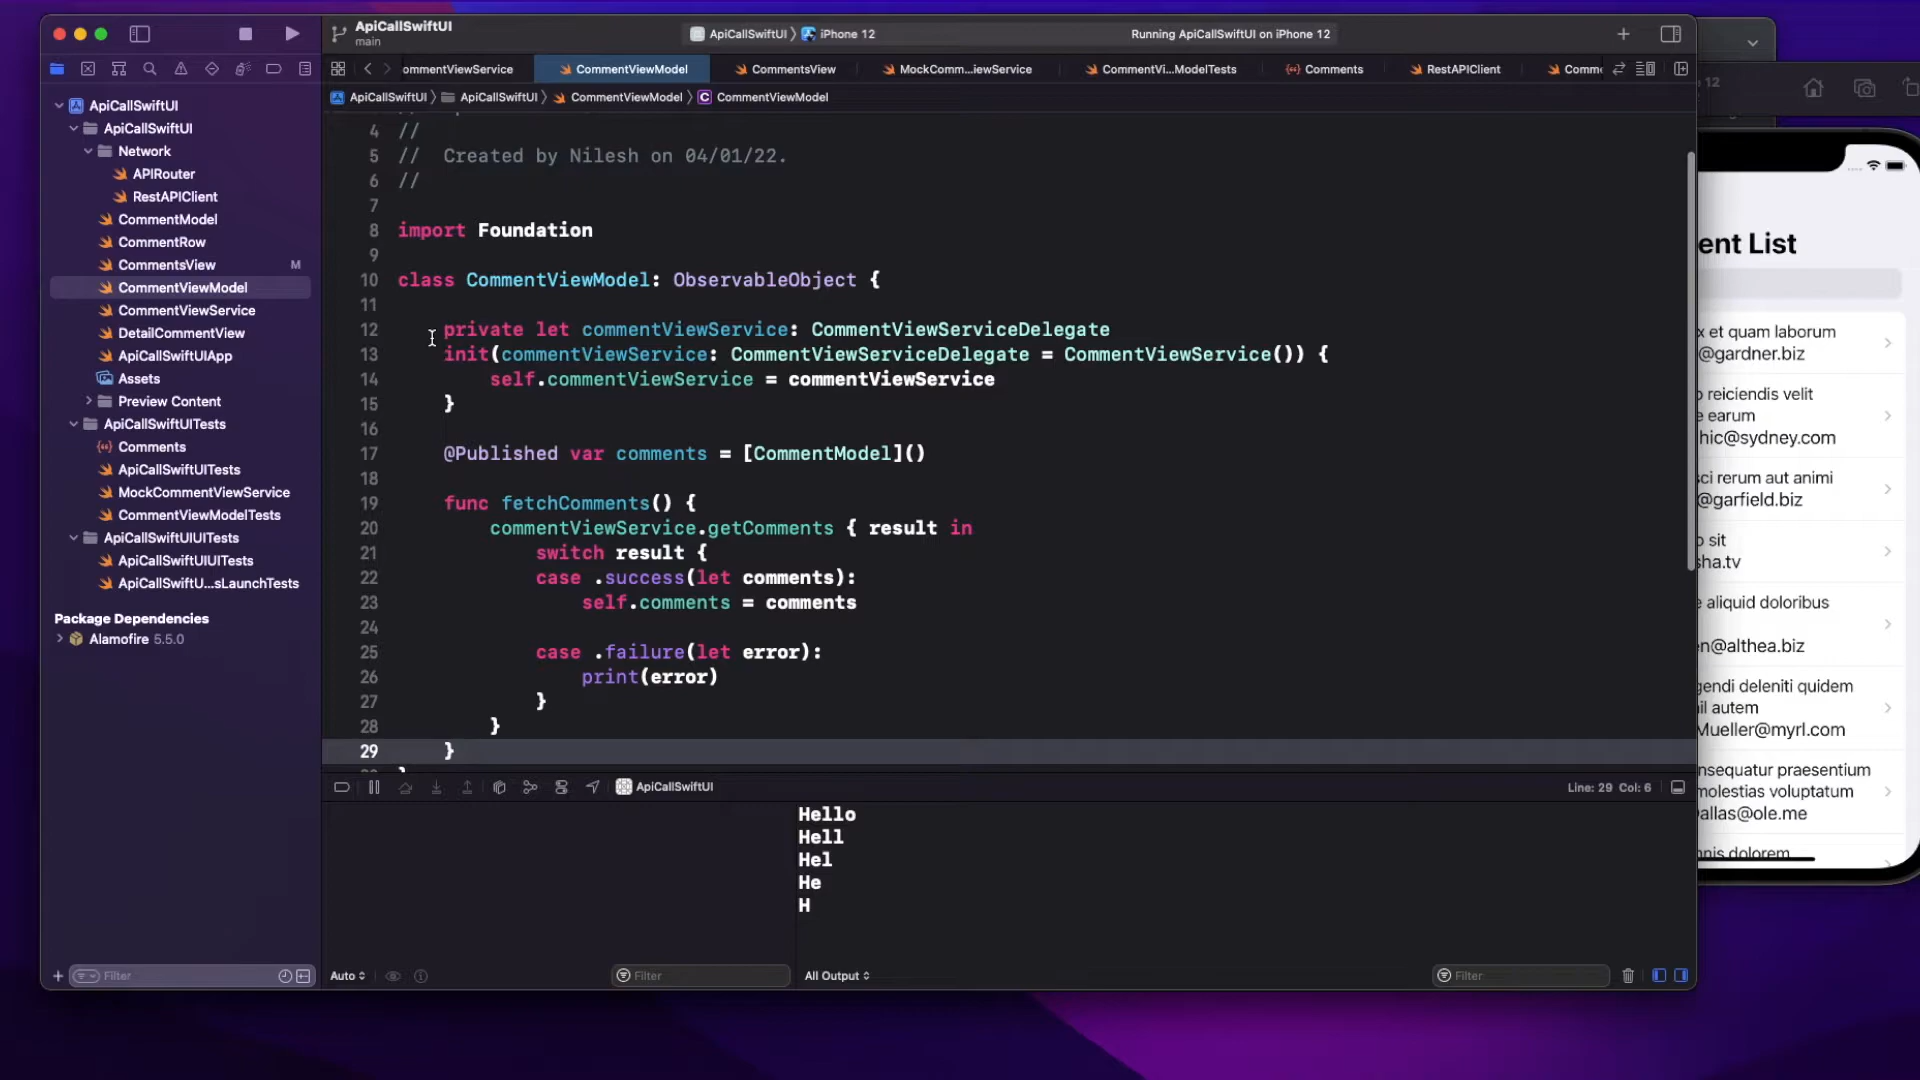 ApiCallSwiftUI
main
ApiCallSwiftUI
iPhone 12
Running ApiCallSwiftUI on iPhone 12
ommentViewService
CommentViewModel
CommentsView
MockComm...iewService
CommentVi...ModelTests
Comments
RestAPIClient
Comm
ApiCallSwiftUI
ApiCallSwiftUI
CommentViewModel
C CommentViewModel
ApiCallSwiftUI
ApiCallSwiftUI
Network
APIRouter
RestAPIClient
CommentModel
CommentRow
CommentsView M
CommentViewModel
CommentViewService
DetailCommentView
ApiCallSwiftUIApp
Assets
Preview Content
ApiCallSwiftUITests
Comments
ApiCallSwiftUITests
MockCommentViewService
CommentViewModelTests
ApiCallSwiftUIUITests
ApiCallSwiftUIUITests
ApiCallSwiftU...sLaunchTests
Package Dependencies
Alamofire 5.5.0
Filter
4 //
5 //  Created by Nilesh on 04/01/22.
6 //
7
8 import Foundation
9
10 class CommentViewModel: ObservableObject {
11
12     private let commentViewService: CommentViewServiceDelegate
13     init(commentViewService: CommentViewServiceDelegate = CommentViewService()) {
14         self.commentViewService = commentViewService
15     }
16
17     @Published var comments = [CommentModel]()
18
19     func fetchComments() {
20         commentViewService.getComments { result in
21             switch result {
22             case .success(let comments):
23                 self.comments = comments
24
25             case .failure(let error):
26                 print(error)
27             }
28         }
29     }
ApiCallSwiftUI
Line: 29 Col: 6
Hello
Hell
Hel
He
H
Auto
Filter
All Output
Filter
12
ent List
x et quam laborum
@gardner.biz
o reiciendis velit
e earum
hic@sydney.com
sci rerum aut animi
@garfield.biz
o sit
sha.tv
e aliquid doloribus
en@althea.biz
gendi deleniti quidem
il autem
Mueller@myrl.com
nsequatur praesentium
molestias voluptatum
allas@ole.me
nis dolorem